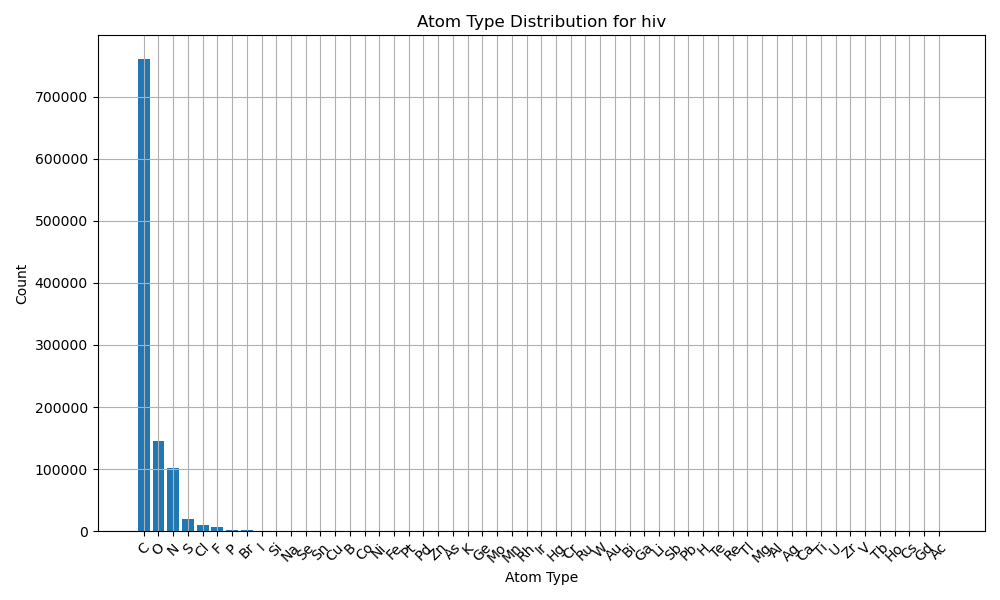 Atom Type Distribution for hiv
Count
700000
600000
500000
400000
300000
200000
100000
0
C O N S Cl F P Br I Si Na Se Sn Cu B Co Ni Fe Pt Pd Zn As K Ge Mo Mn Rh Ir Hg Cr Ru W Au Bi Ga Li Sb Pb H Te Re Tl Mg Al Ag Ca Ti U Zr V Tb Ho Cs Gd Ac
Atom Type